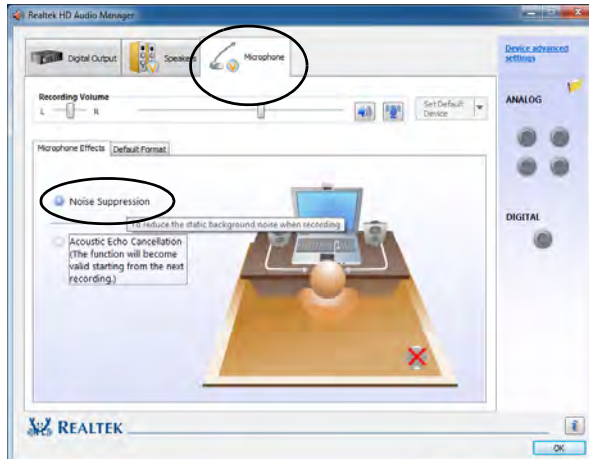 Realtek HD Audio Manager
Digital Output
Speakers
Microphone
Device advanced
settings
Recording Volume
L
R
Set Default
Device
ANALOG
Microphone Effects
Default Format
Noise Suppression
To reduce the static background noise when recording
Acoustic Echo Cancellation
(The function will become
valid starting from the next
recording.)
DIGITAL
REALTEK
i
OK